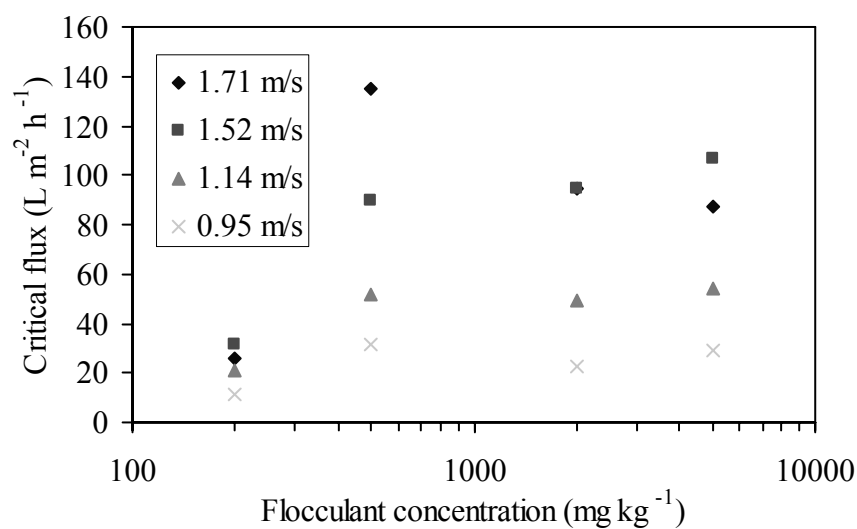 160
140
120
100
80
60
40
20
0
Critical flux (L m⁻² h⁻¹)
1.71 m/s
1.52 m/s
1.14 m/s
0.95 m/s
100 1000 10000
Flocculant concentration (mg kg⁻¹)